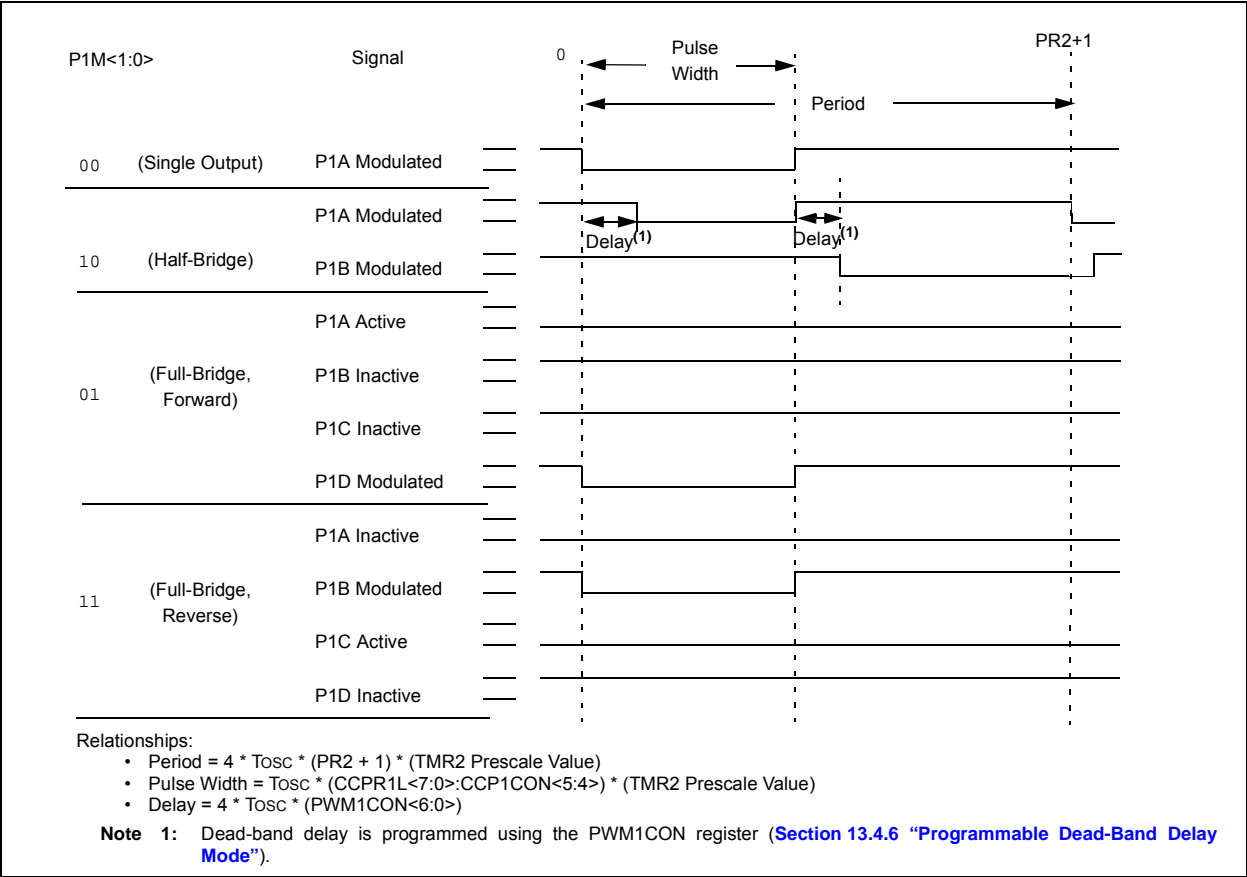 P1M<1:0> Signal 0 Pulse Width PR2+1
Period
00 (Single Output) P1A Modulated
P1A Modulated
Delay(1) Delay(1)
10 (Half-Bridge) P1B Modulated
P1A Active
01 (Full-Bridge, Forward) P1B Inactive
P1C Inactive
P1D Modulated
P1A Inactive
11 (Full-Bridge, Reverse) P1B Modulated
P1C Active
P1D Inactive
Relationships:
• Period = 4 * TOSC * (PR2 + 1) * (TMR2 Prescale Value)
• Pulse Width = TOSC * (CCPR1L<7:0>:CCP1CON<5:4>) * (TMR2 Prescale Value)
• Delay = 4 * TOSC * (PWM1CON<6:0>)
Note 1: Dead-band delay is programmed using the PWM1CON register (Section 13.4.6 “Programmable Dead-Band Delay
Mode”).